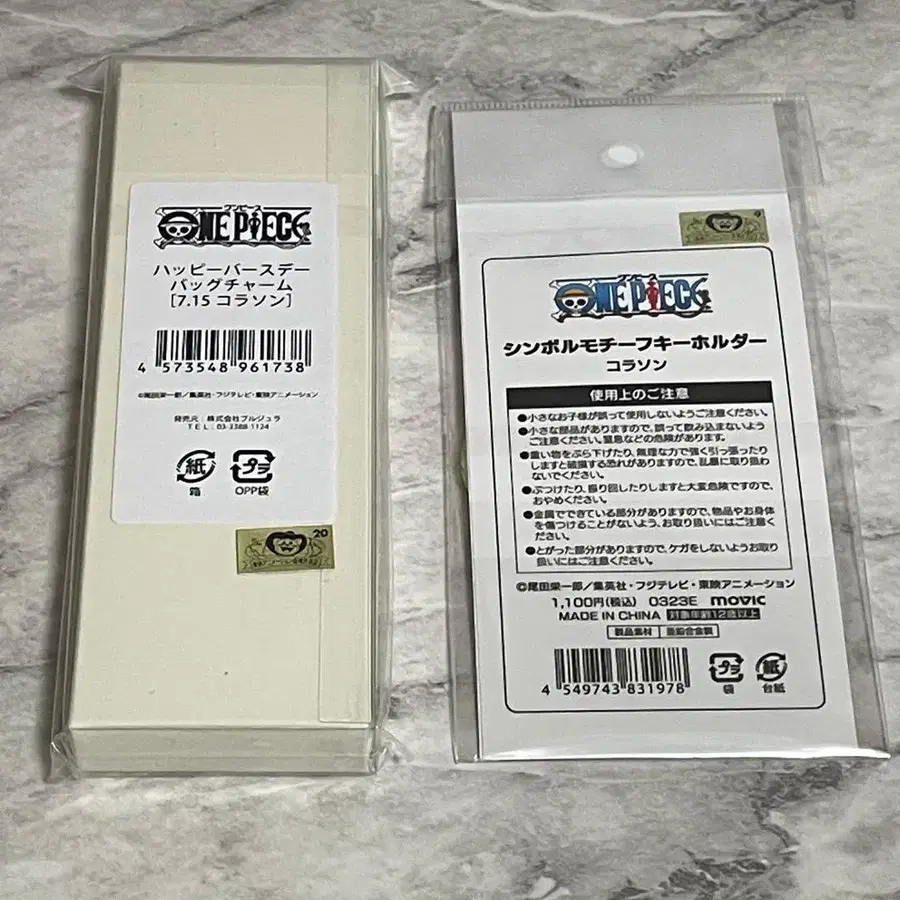 ワンピース
ONE PIECE
ハッピーバースデー
バッグチャーム
[7.15 コラソン]
4 573548 961738
©尾田栄一郎/集英社・フジテレビ・東映アニメーション
発売元 : 株式会社プルジュラ
TEL : 03-3388-1124
紙
箱
プラ
OPP袋
20
ワンピース
ONE PIECE
シンボルモチーフキーホルダー
コラソン
使用上のご注意
●小さなお子様が誤って使用しないようご注意ください。
●小さな部品がありますので、誤って飲み込まないよう
ご注意ください。窒息などの危険があります。
●重い物をぶら下げたり、無理な力で強く引っ張ったり
しますと破損する恐れがありますので、乱暴に取り扱わ
ないでください。
●ぶつけたり、振り回したりしますと大変危険ですので、
おやめください。
●金属でできている部分がありますので、物品やお身体
を傷つけることがないよう、お取り扱いにはご注意く
ださい。
●とがった部分がありますので、ケガをしないようお取り
扱いにはご注意ください。
©尾田栄一郎/集英社・フジテレビ・東映アニメーション
1,100円(税込) 0323E movic
MADE IN CHINA 対象年齢12歳以上
製品素材 亜鉛合金製
4 549743 831978
プラ
袋
紙
台紙